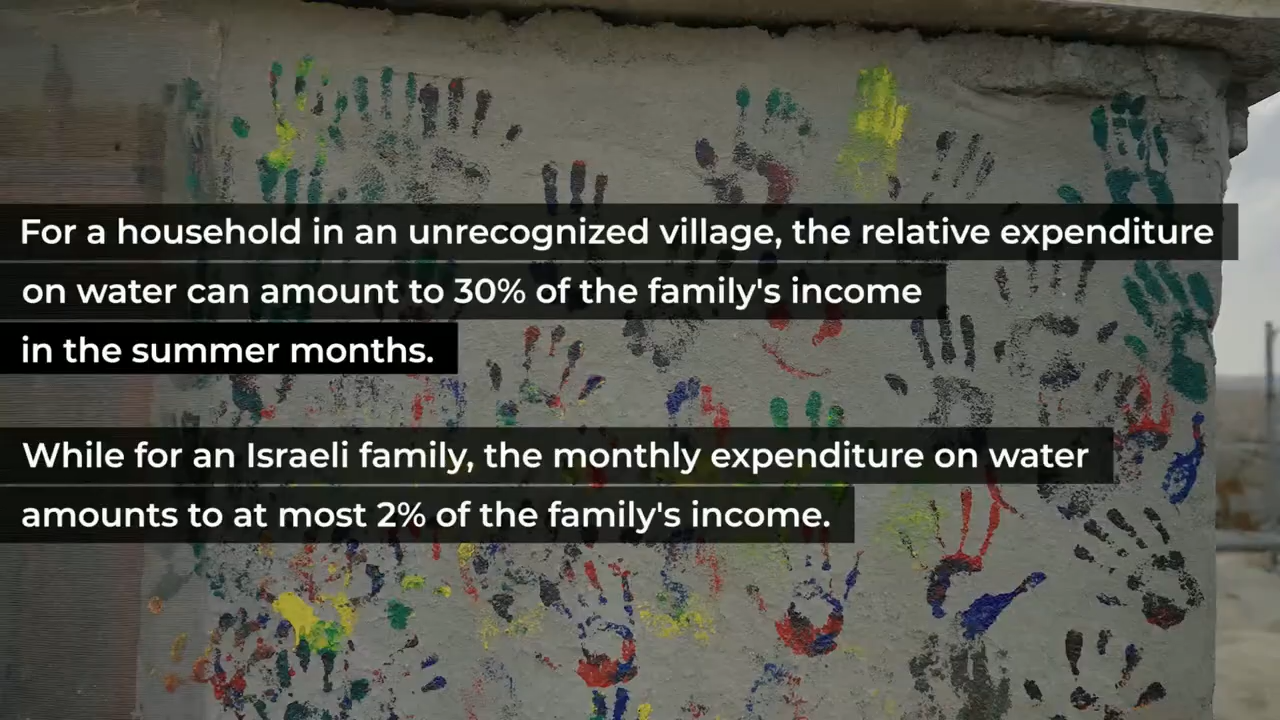 For a household in an unrecognized village, the relative expenditure
on water can amount to 30% of the family's income
in the summer months.
While for an Israeli family, the monthly expenditure on water
amounts to at most 2% of the family's income.